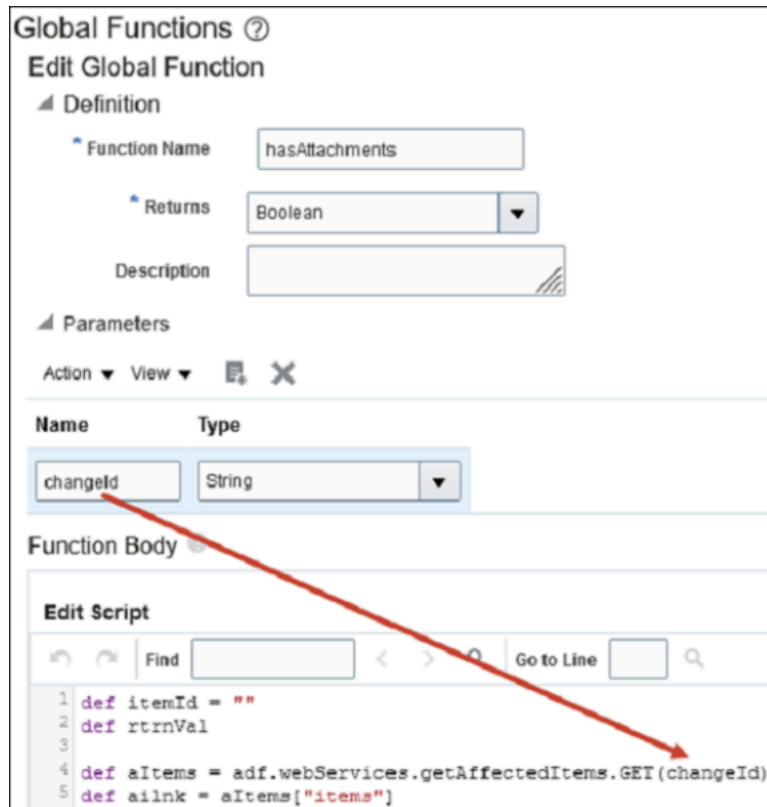 Global Functions ?
Edit Global Function
Definition
* Function Name hasAttachments
* Returns Boolean
Description
Parameters
Action View
Name Type
changeId String
Function Body
Edit Script
Find Go to Line
1 def itemId = ""
2 def rtrnVal
3
4 def aItems = adf.webServices.getAffectedItems.GET(changeId)
5 def ailnk = aItems["items"]